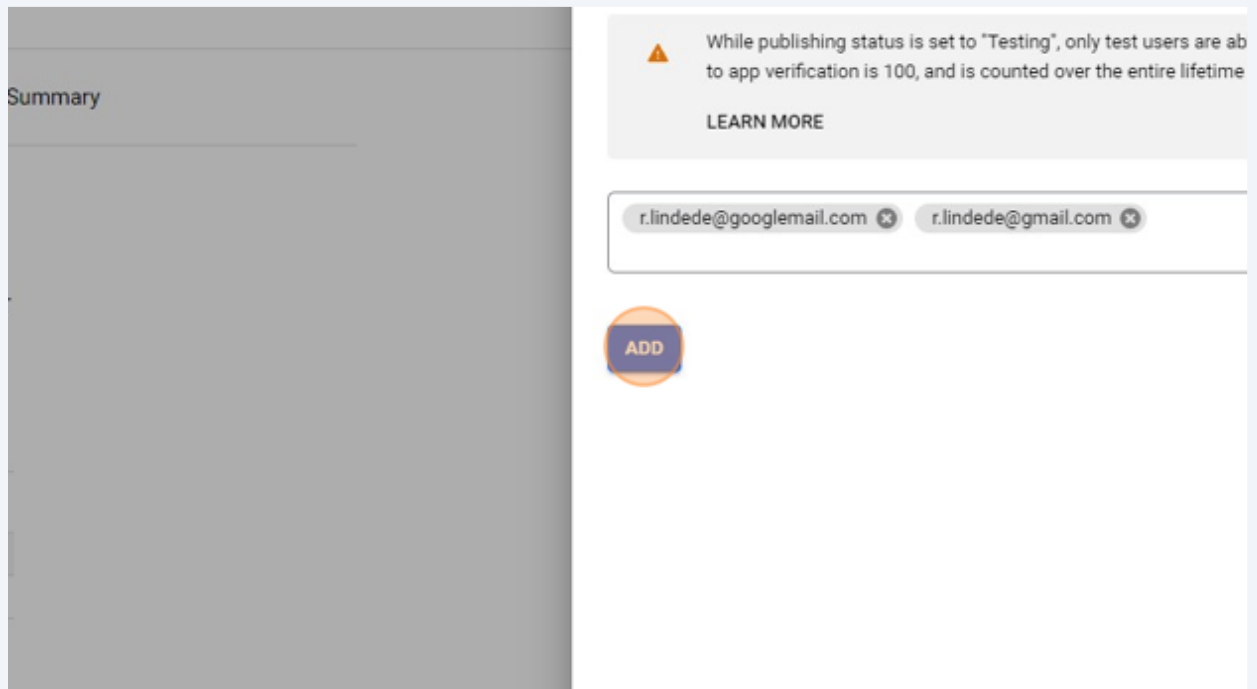 While publishing status is set to "Testing", only test users are ab
to app verification is 100, and is counted over the entire lifetime
Summary
LEARN MORE
r.lindede@googlemail.com r.lindede@gmail.com
ADD